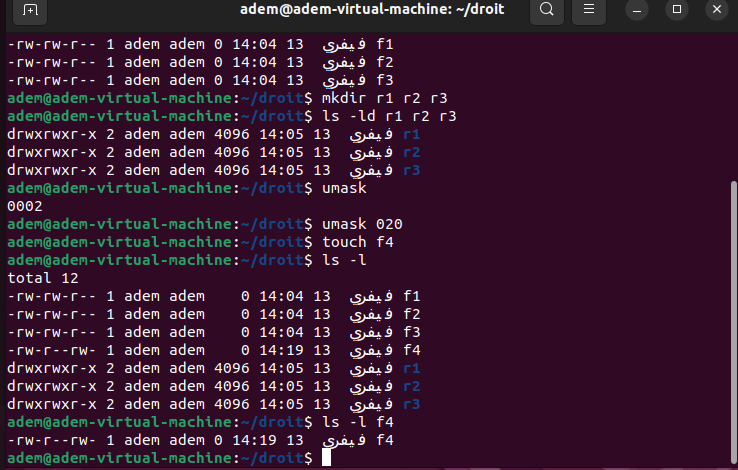 adem@adem-virtual-machine: ~/droit
-rw-rw-r-- 1 adem adem 0 14:04 13 فيفري f1
-rw-rw-r-- 1 adem adem 0 14:04 13 فيفري f2
-rw-rw-r-- 1 adem adem 0 14:04 13 فيفري f3
adem@adem-virtual-machine:~/droit$ mkdir r1 r2 r3
adem@adem-virtual-machine:~/droit$ ls -ld r1 r2 r3
drwxrwxr-x 2 adem adem 4096 14:05 13 فيفري r1
drwxrwxr-x 2 adem adem 4096 14:05 13 فيفري r2
drwxrwxr-x 2 adem adem 4096 14:05 13 فيفري r3
adem@adem-virtual-machine:~/droit$ umask
0002
adem@adem-virtual-machine:~/droit$ umask 020
adem@adem-virtual-machine:~/droit$ touch f4
adem@adem-virtual-machine:~/droit$ ls -l
total 12
-rw-rw-r-- 1 adem adem    0 14:04 13 فيفري f1
-rw-rw-r-- 1 adem adem    0 14:04 13 فيفري f2
-rw-rw-r-- 1 adem adem    0 14:04 13 فيفري f3
-rw-r--rw- 1 adem adem    0 14:19 13 فيفري f4
drwxrwxr-x 2 adem adem 4096 14:05 13 فيفري r1
drwxrwxr-x 2 adem adem 4096 14:05 13 فيفري r2
drwxrwxr-x 2 adem adem 4096 14:05 13 فيفري r3
adem@adem-virtual-machine:~/droit$ ls -l f4
-rw-r--rw- 1 adem adem 0 14:19 13 فيفري f4
adem@adem-virtual-machine:~/droit$